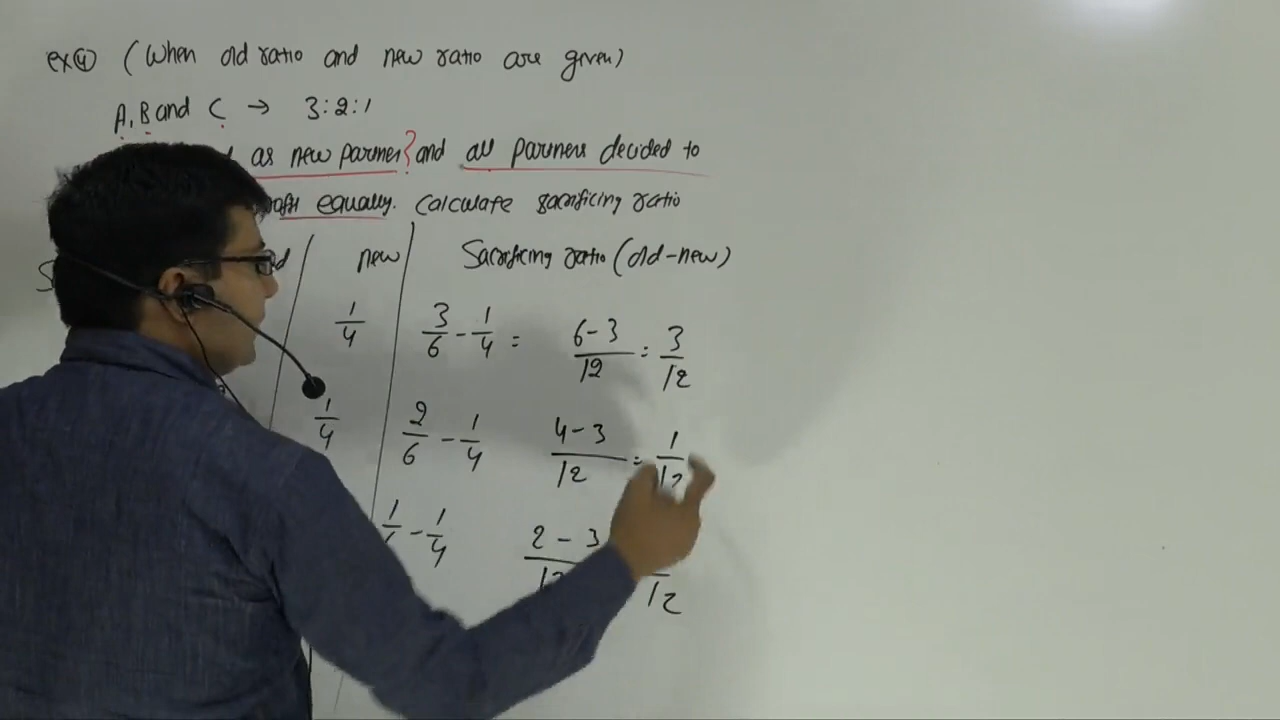 ex④ (When old ratio and new ratio are given)
A, B and C → 3:2:1
as new partner? and all partners decided to
equally. Calculate sacrificing ratio
new Sacrificing ratio (old-new)
1/4 3/6 - 1/4 = 6-3/12 = 3/12
1/4 2/6 - 1/4 4-3/12 = 1/12
1/ - 1/4 2-3/12 /12